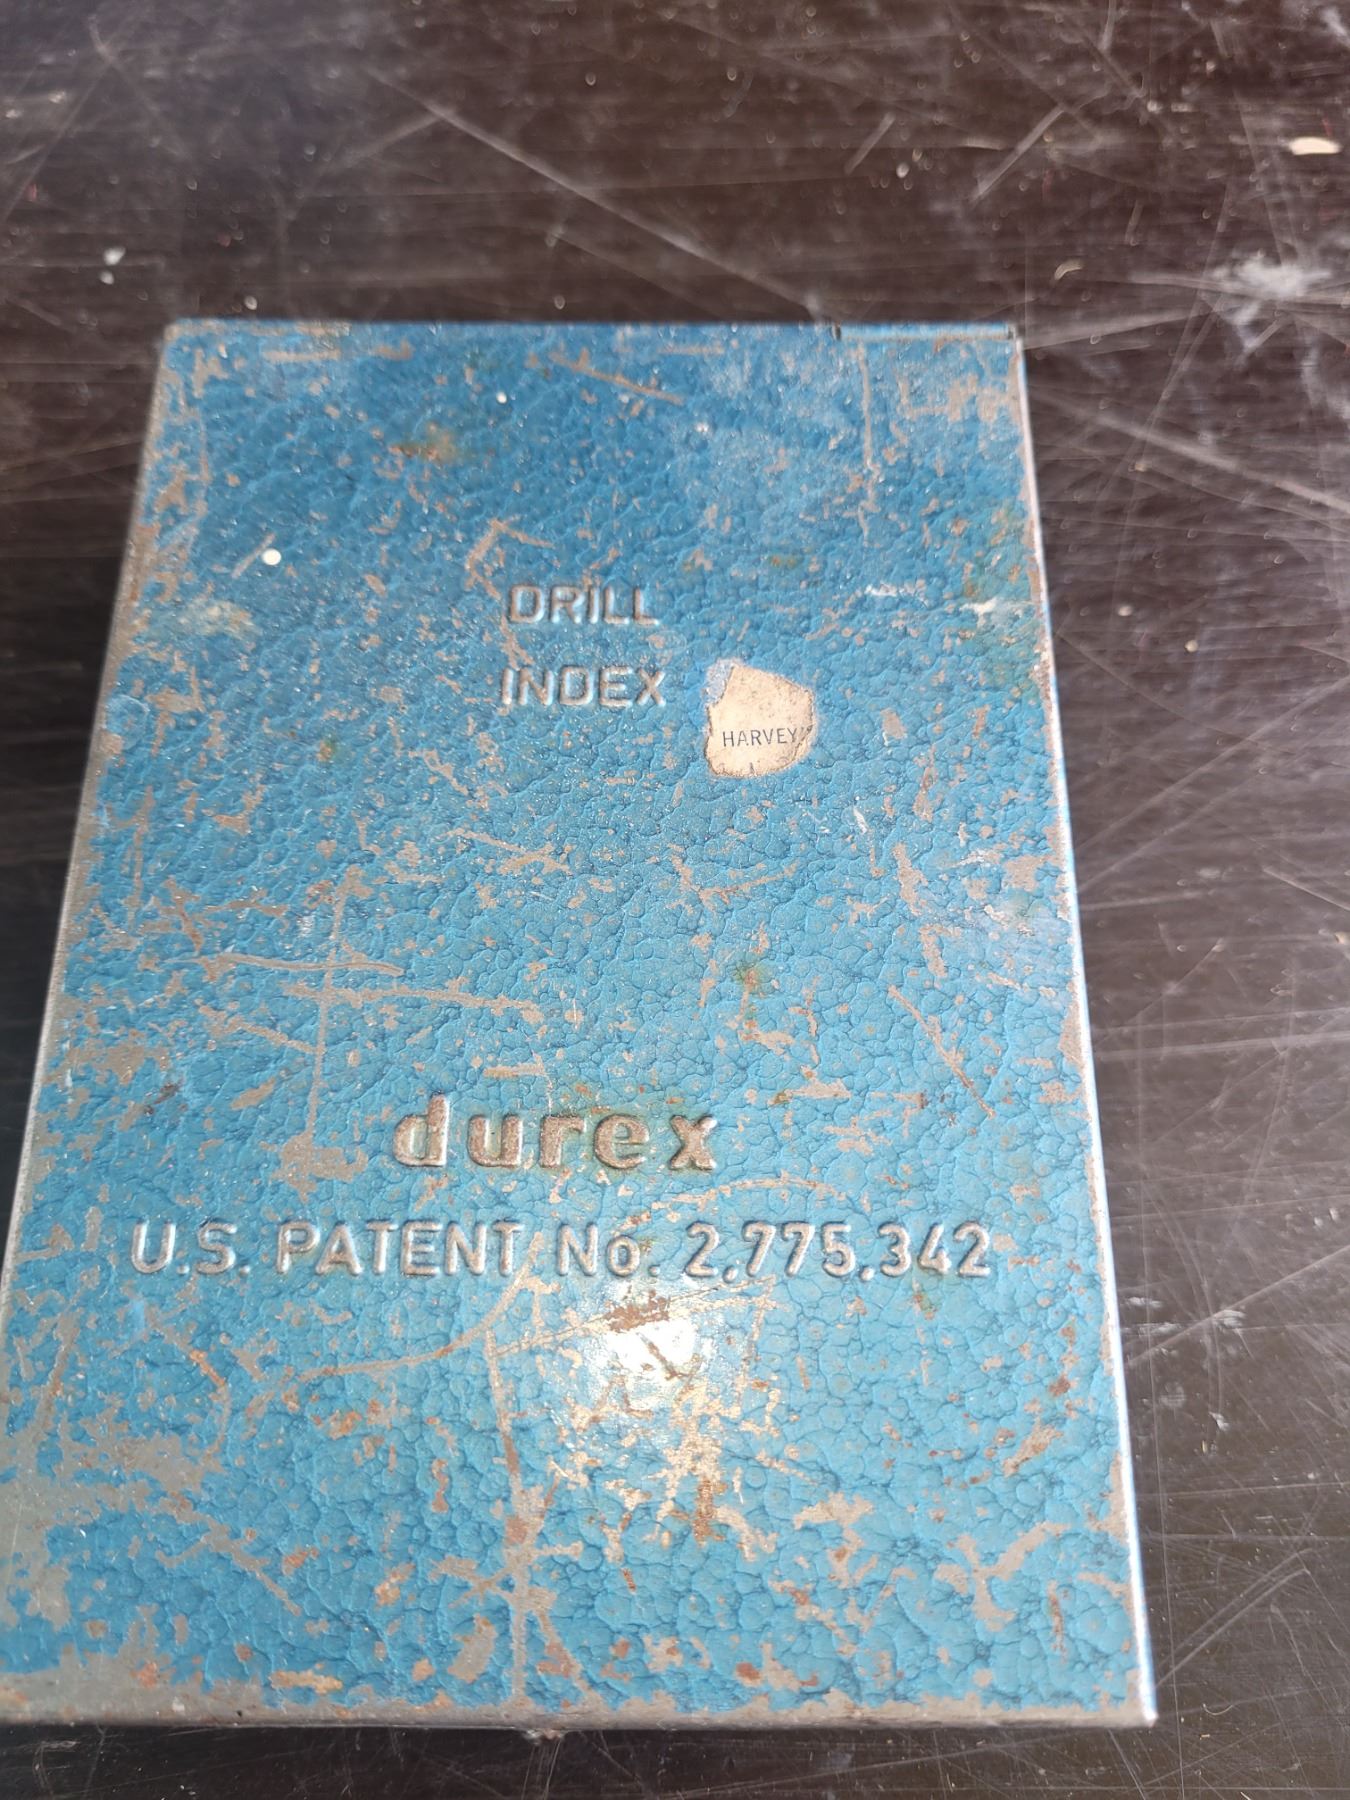 DRILL
INDEX
HARVEY'S
durex
U.S. PATENT No. 2,775,342